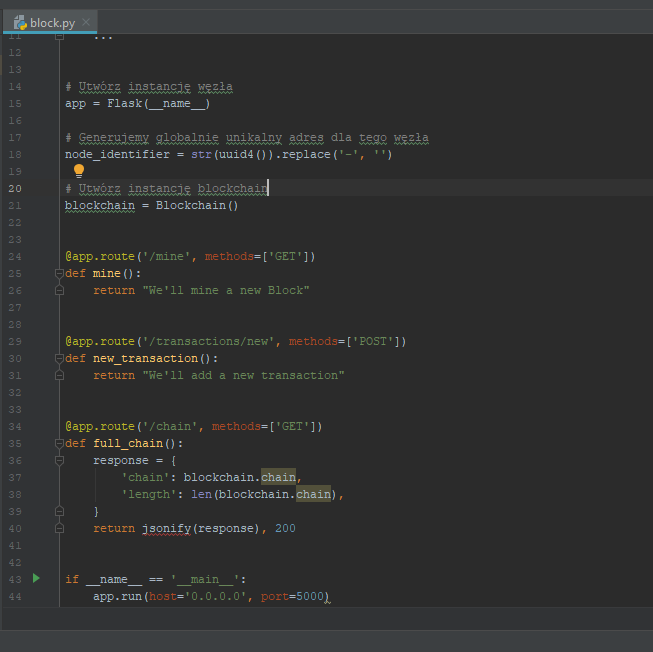 block.py
11 ...
12
13
14 # Utwórz instancję węzła
15 app = Flask(__name__)
16
17 # Generujemy globalnie unikalny adres dla tego węzła
18 node_identifier = str(uuid4()).replace('-', '')
19
20 # Utwórz instancję blockchain
21 blockchain = Blockchain()
22
23
24 @app.route('/mine', methods=['GET'])
25 def mine():
26     return "We'll mine a new Block"
27
28
29 @app.route('/transactions/new', methods=['POST'])
30 def new_transaction():
31     return "We'll add a new transaction"
32
33
34 @app.route('/chain', methods=['GET'])
35 def full_chain():
36     response = {
37         'chain': blockchain.chain,
38         'length': len(blockchain.chain),
39     }
40     return jsonify(response), 200
41
42
43 if __name__ == '__main__':
44     app.run(host='0.0.0.0', port=5000)